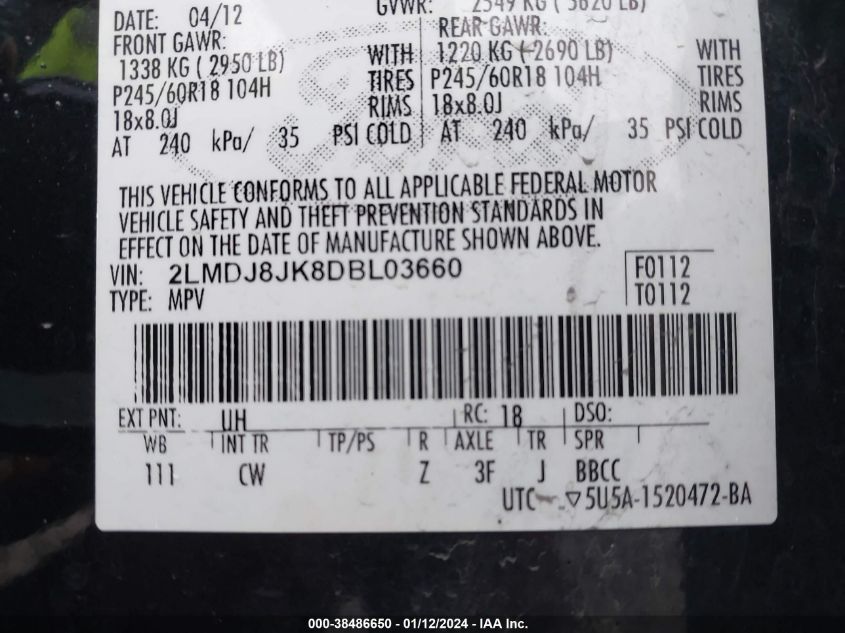 GVWR: 2549 KG ( 5620 LB)
DATE: 04/12
FRONT GAWR: REAR GAWR:
1338 KG ( 2950 LB) WITH 1220 KG ( 2690 LB) WITH
P245/60R18 104H TIRES P245/60R18 104H TIRES
18x8.0J RIMS 18x8.0J RIMS
AT 240 kPa/ 35 PSI COLD AT 240 kPa/ 35 PSI COLD
THIS VEHICLE CONFORMS TO ALL APPLICABLE FEDERAL MOTOR
VEHICLE SAFETY AND THEFT PREVENTION STANDARDS IN
EFFECT ON THE DATE OF MANUFACTURE SHOWN ABOVE.
VIN: 2LMDJ8JK8DBL03660 F0112
TYPE: MPV T0112
EXT PNT: UH RC: 18 DSO:
WB INT TR TP/PS R AXLE TR SPR
111 CW Z 3F J BBCC
UTC 5U5A-1520472-BA
000-38486650 - 01/12/2024 - IAA Inc.